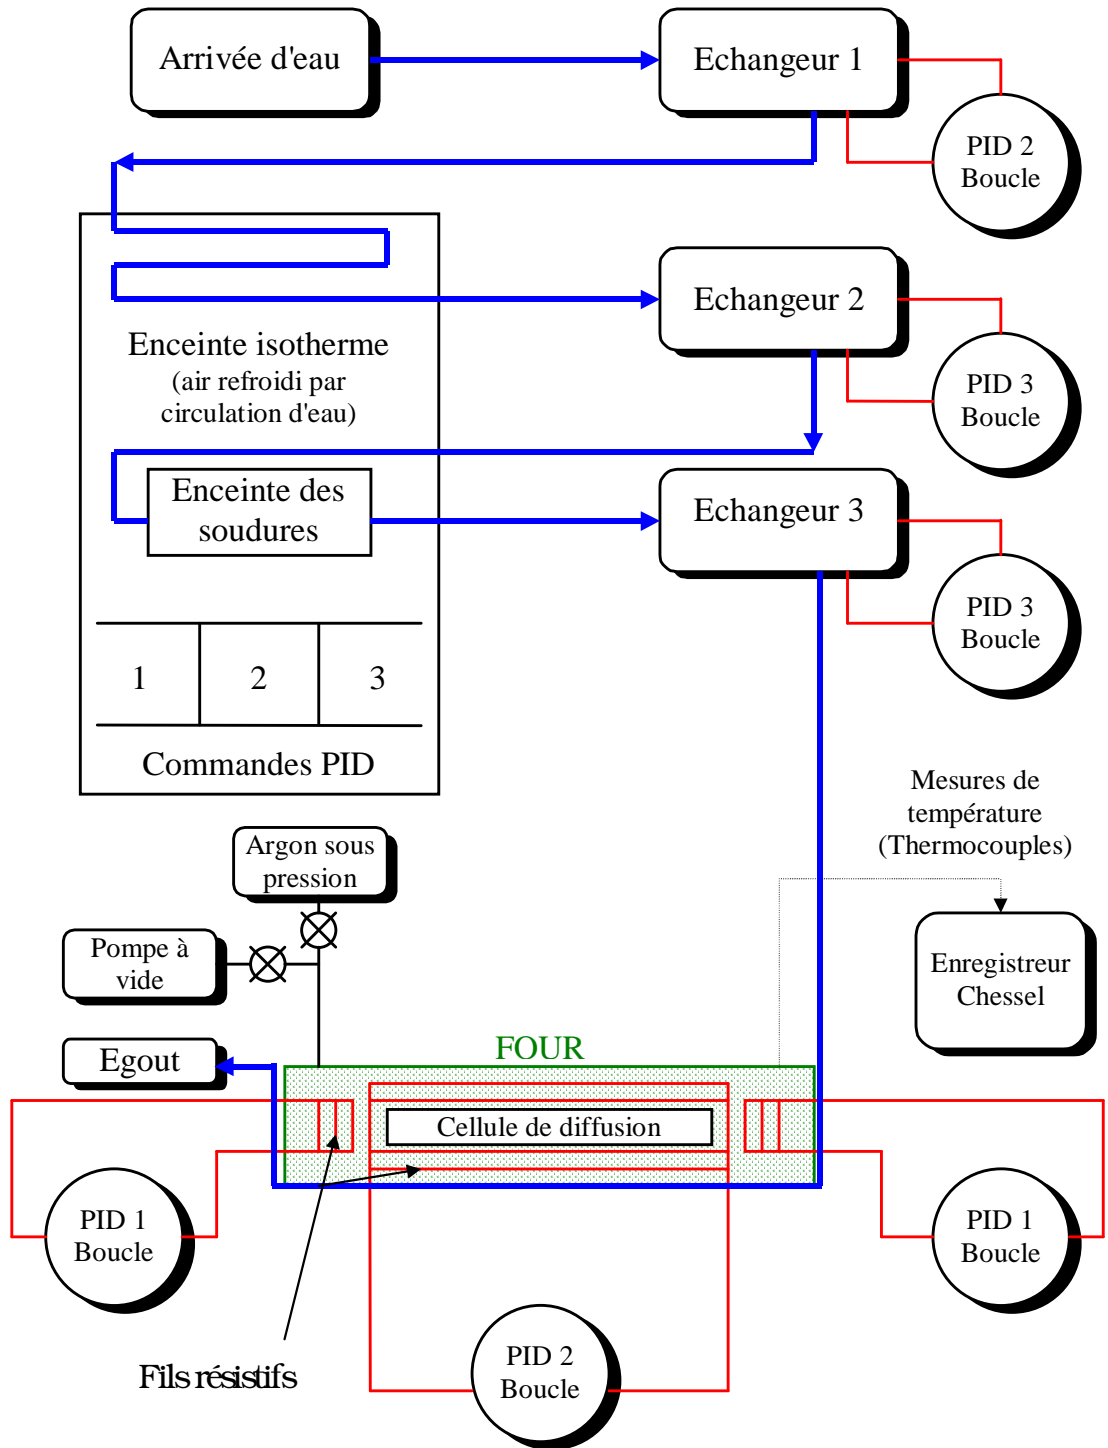 Arrivée d'eau
Echangeur 1
PID 2
Boucle
Echangeur 2
PID 3
Boucle
Enceinte isotherme
(air refroidi par
circulation d'eau)
Enceinte des
soudures
Echangeur 3
PID 3
Boucle
1
2
3
Commandes PID
Mesures de
température
(Thermocouples)
Argon sous
pression
Pompe à
vide
Enregistreur
Chessel
Egout
FOUR
Cellule de diffusion
PID 1
Boucle
PID 1
Boucle
PID 2
Boucle
Fils résistifs